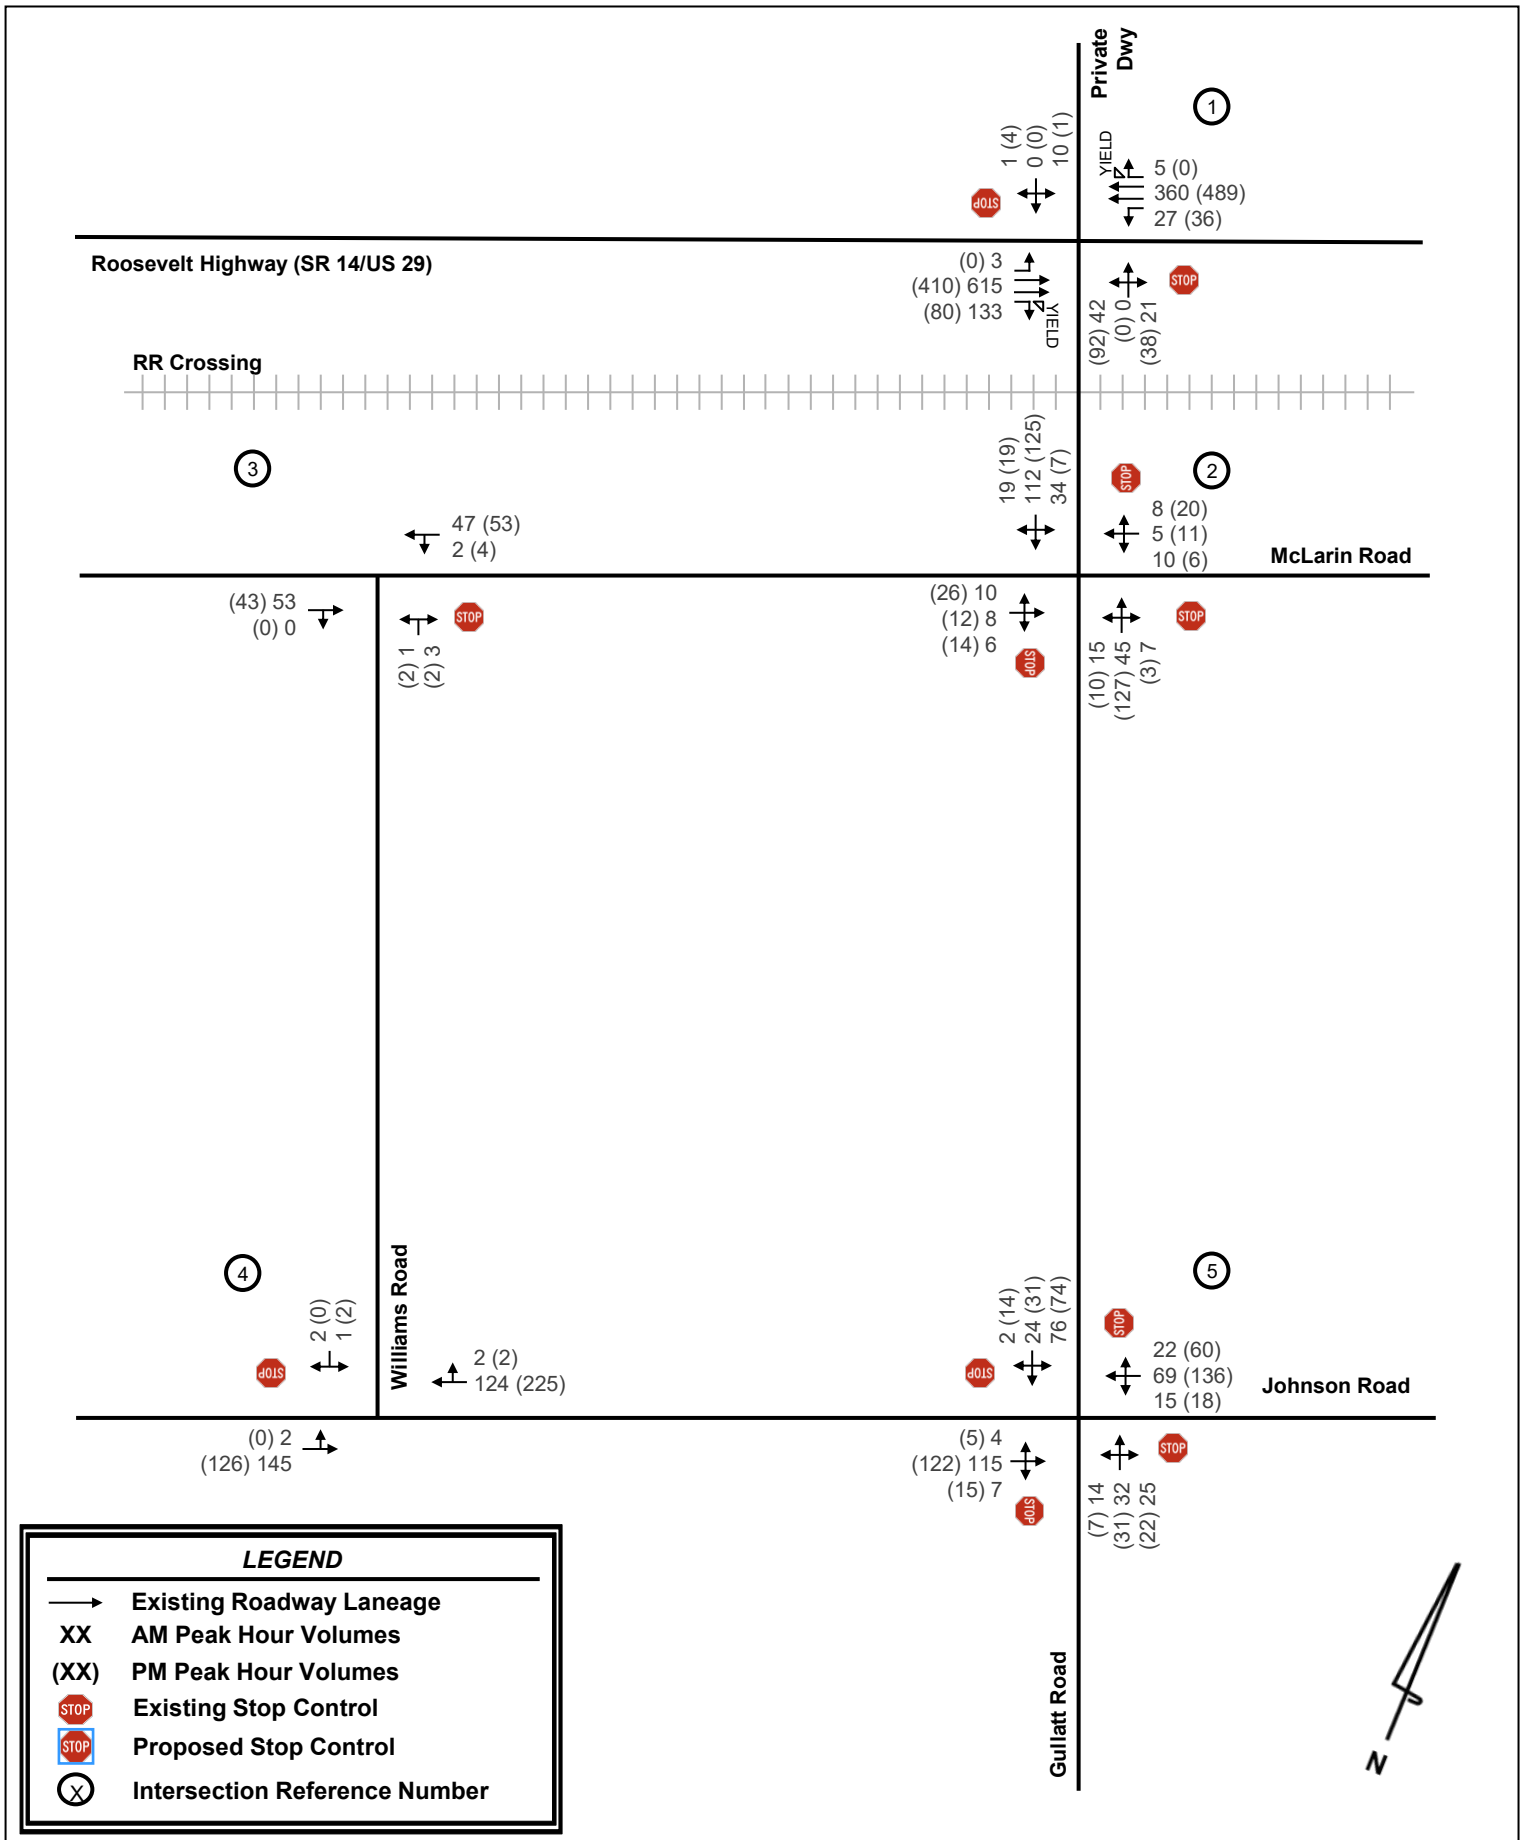 Private
Dwy
1
1 (4)
0 (0)
10 (1)
STOP
YIELD
5 (0)
360 (489)
27 (36)
Roosevelt Highway (SR 14/US 29)
(0) 3
(410) 615
(80) 133
YIELD
STOP
(92) 42
(0) 0
(38) 21
RR Crossing
3
19 (19)
112 (125)
34 (7)
STOP
2
47 (53)
2 (4)
8 (20)
5 (11)
10 (6)
McLarin Road
(43) 53
(0) 0
STOP
(2) 1
(2) 3
(26) 10
(12) 8
(14) 6
STOP
STOP
(10) 15
(127) 45
(3) 7
4
Williams Road
2 (0)
1 (2)
STOP
2 (2)
124 (225)
2 (14)
24 (31)
76 (74)
STOP
5
STOP
22 (60)
69 (136)
15 (18)
Johnson Road
(0) 2
(126) 145
(5) 4
(122) 115
(15) 7
STOP
STOP
(7) 14
(31) 32
(22) 25
Gullatt Road
N
LEGEND
Existing Roadway Laneage
XX AM Peak Hour Volumes
(XX) PM Peak Hour Volumes
STOP Existing Stop Control
STOP Proposed Stop Control
X Intersection Reference Number